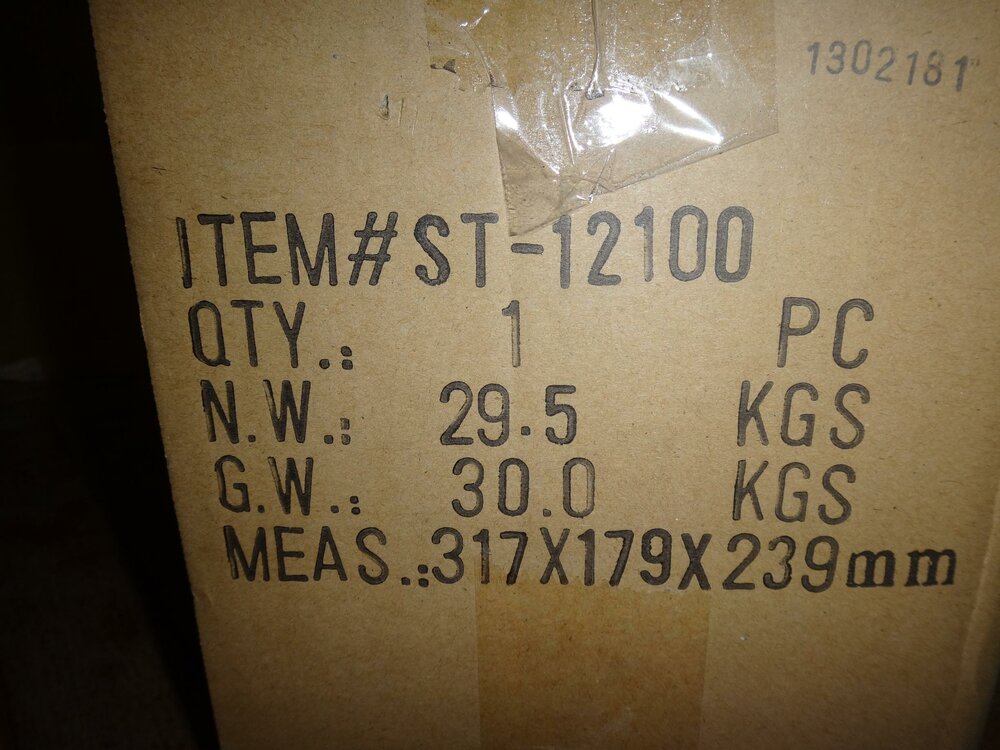 1302181
ITEM#ST-12100
QTY.: 1 PC
N.W.: 29.5 KGS
G.W.: 30.0 KGS
MEAS.:317X179X239mm